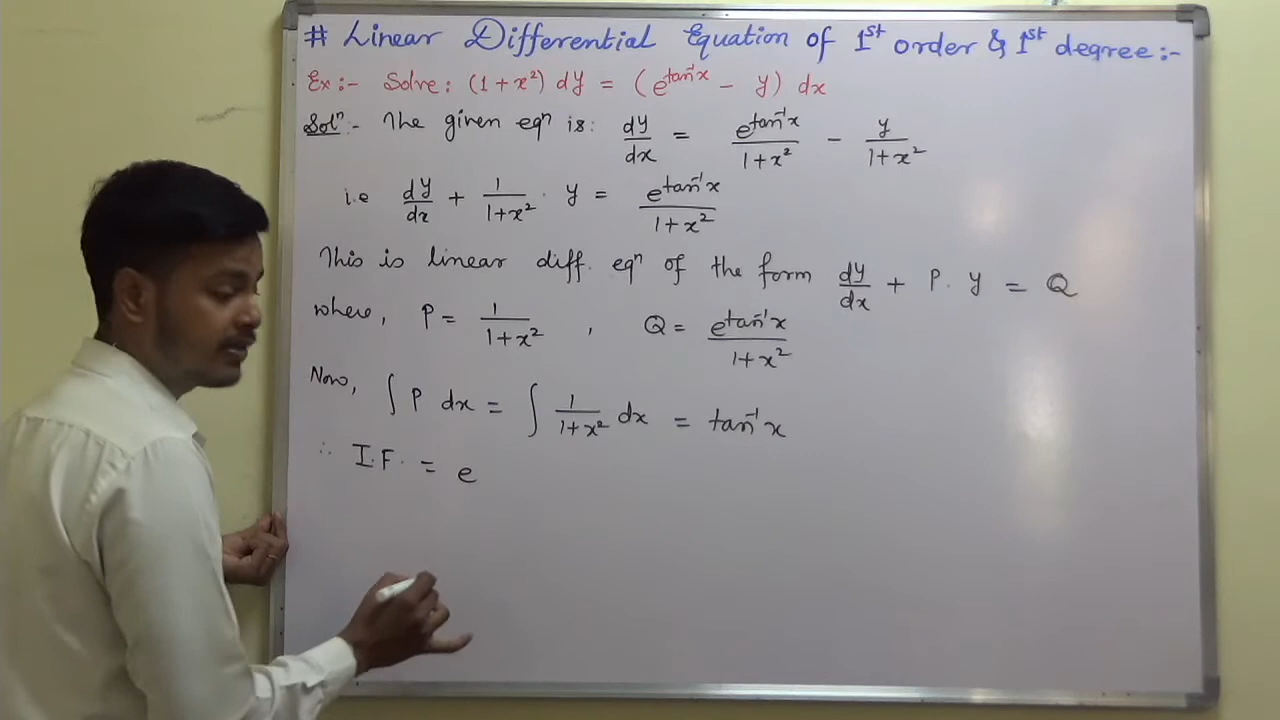 # Linear Differential Equation of 1st order & 1st degree:-
Ex:- Solve: (1 + x²) dy = (e^tan⁻¹x - y) dx
Solⁿ:- The given eqⁿ is: dy/dx = e^tan⁻¹x/1+x² - y/1+x²
i.e dy/dx + 1/1+x² · y = e^tan⁻¹x/1+x²
This is linear diff. eqⁿ of the form dy/dx + P. y = Q
where, P = 1/1+x² , Q = e^tan⁻¹x/1+x²
Now, ∫ P dx = ∫ 1/1+x² dx = tan⁻¹x
∴ I.F. = e